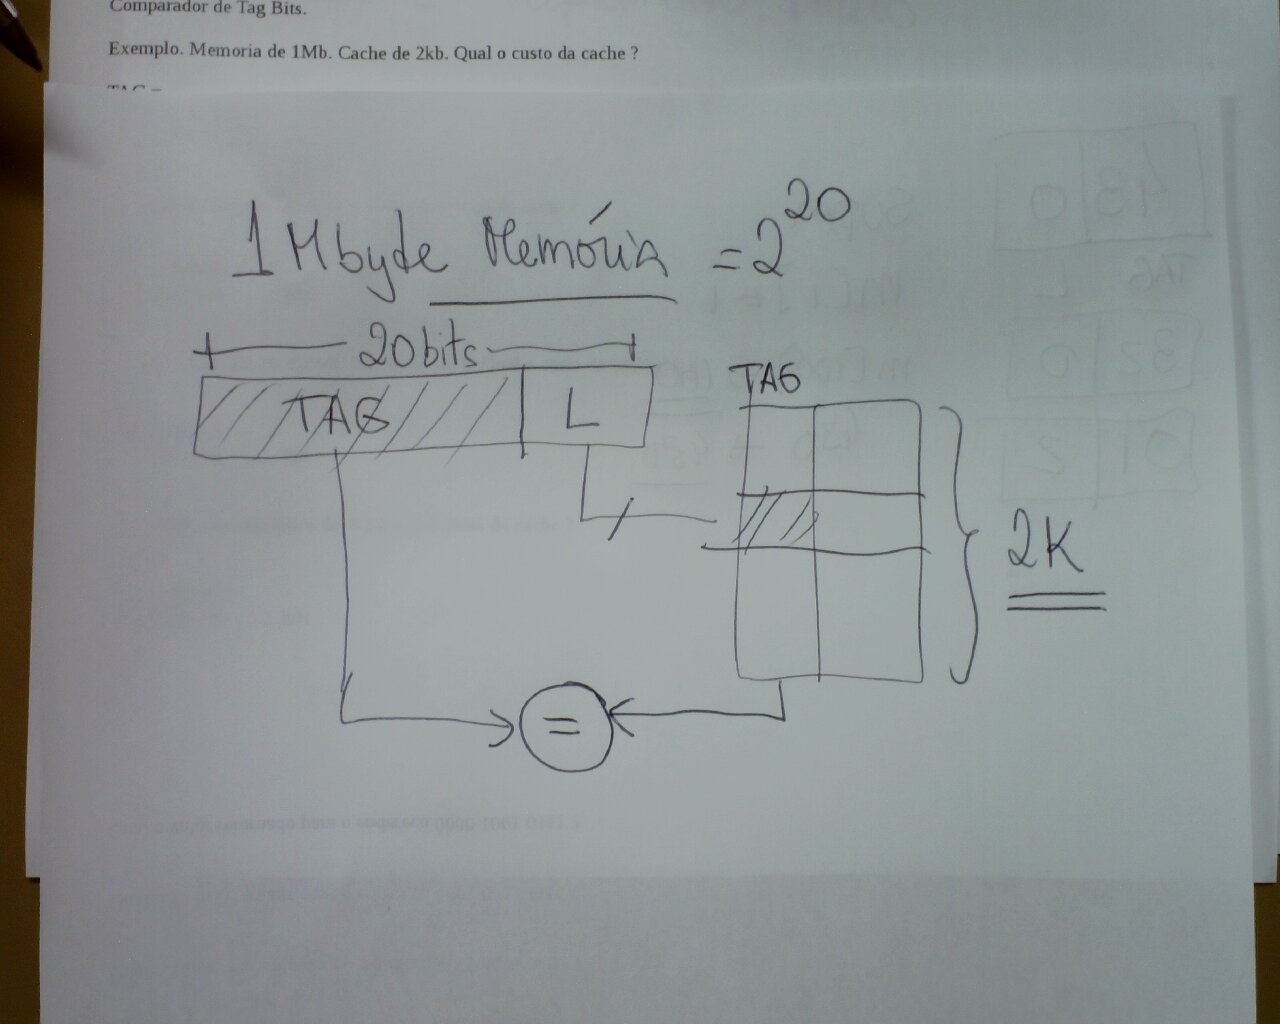 Comparador de Tag Bits.
Exemplo. Memoria de 1Mb. Cache de 2kb. Qual o custo da cache ?
1 Mbyte Memória = 2^20
20 bits
TAG L
TAG
2K
=